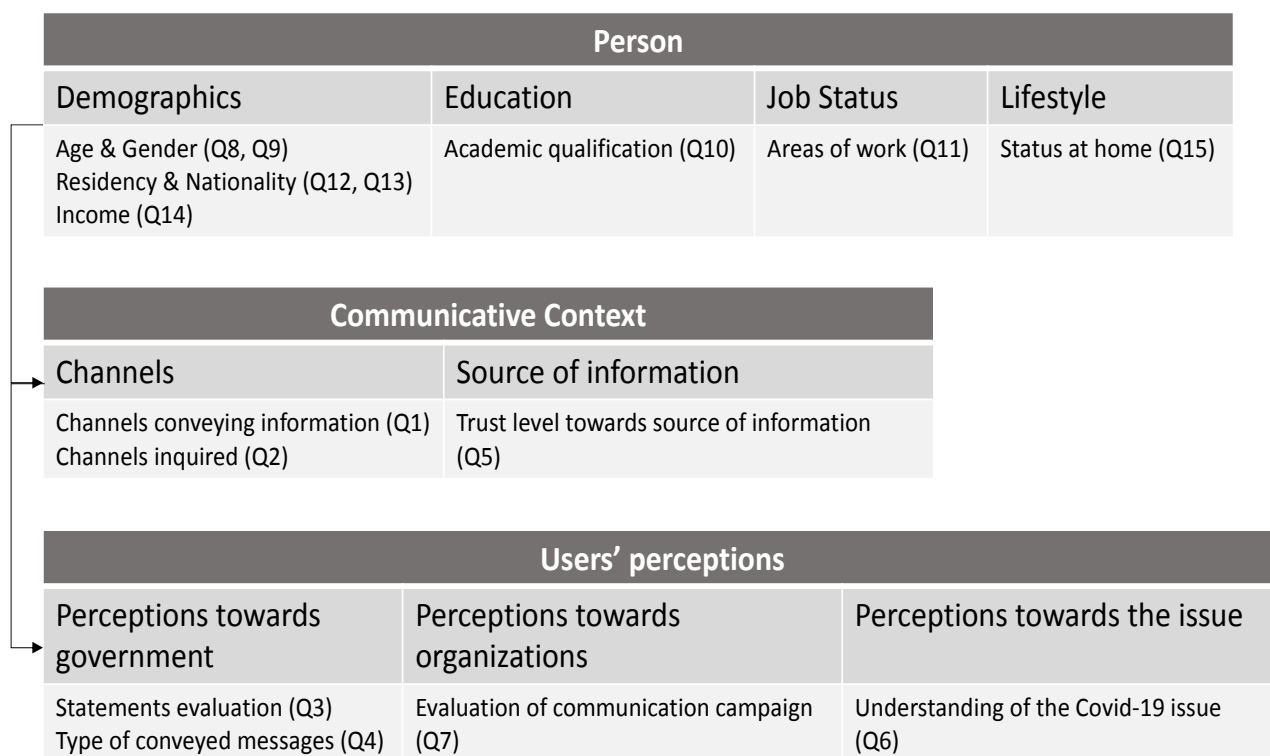 Person
Demographics
Education
Job Status
Lifestyle
Age & Gender (Q8, Q9)
Residency & Nationality (Q12, Q13)
Income (Q14)
Academic qualification (Q10)
Areas of work (Q11)
Status at home (Q15)
Communicative Context
Channels
Source of information
Channels conveying information (Q1)
Channels inquired (Q2)
Trust level towards source of information
(Q5)
Users’ perceptions
Perceptions towards
government
Perceptions towards
organizations
Perceptions towards the issue
Statements evaluation (Q3)
Type of conveyed messages (Q4)
Evaluation of communication campaign
(Q7)
Understanding of the Covid-19 issue
(Q6)